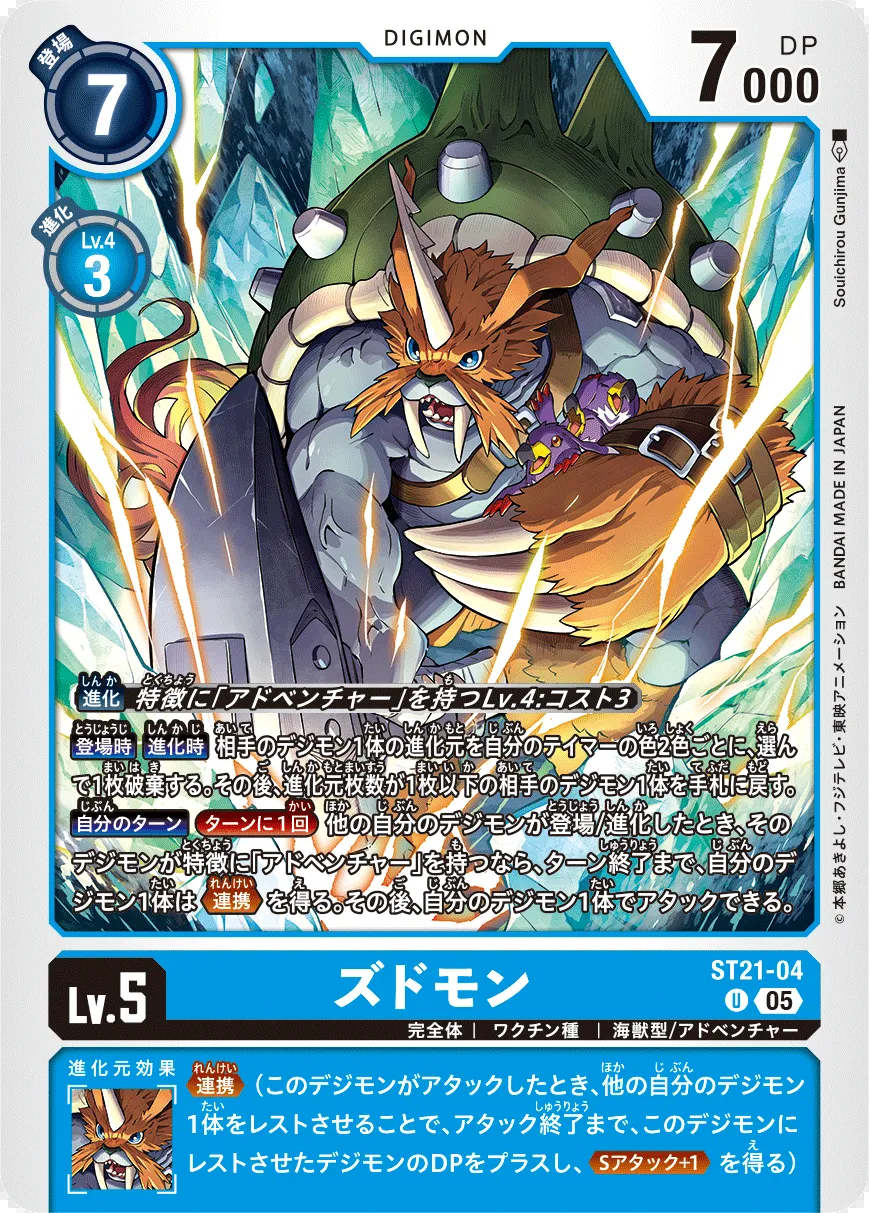 DIGIMON
登場
7
7000
DP
進化
Lv.4
3
Souichirou Gunjima
BANDAI MADE IN JAPAN
© 本郷あきよし・フジテレビ・東映アニメーション
進化 特徴に「アドベンチャー」を持つLv.4:コスト3
登場時 進化時 相手のデジモン1体の進化元を自分のテイマーの色2色ごとに、選ん
で1枚破棄する。その後、進化元枚数が1枚以下の相手のデジモン1体を手札に戻す。
自分のターン ターンに1回 他の自分のデジモンが登場/進化したとき、その
デジモンが特徴に「アドベンチャー」を持つなら、ターン終了まで、自分のデ
ジモン1体は 連携 を得る。その後、自分のデジモン1体でアタックできる。
Lv.5
ズドモン
ST21-04
U 05
完全体 | ワクチン種 | 海獣型/アドベンチャー
進化元効果
連携 (このデジモンがアタックしたとき、他の自分のデジモン
1体をレストさせることで、アタック終了まで、このデジモンに
レストさせたデジモンのDPをプラスし、Sアタック+1 を得る)